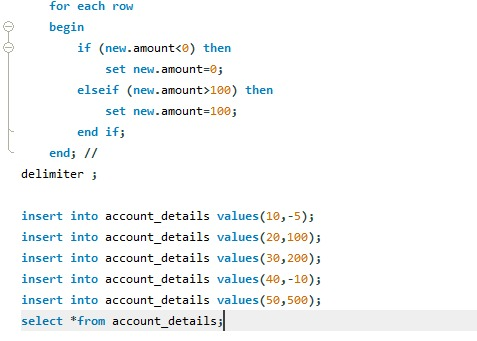 for each row
begin
if (new.amount<0) then
set new.amount=0;
elseif (new.amount>100) then
set new.amount=100;
end if;
end; //
delimiter ;
insert into account_details values(10,-5);
insert into account_details values(20,100);
insert into account_details values(30,200);
insert into account_details values(40,-10);
insert into account_details values(50,500);
select *from account_details;